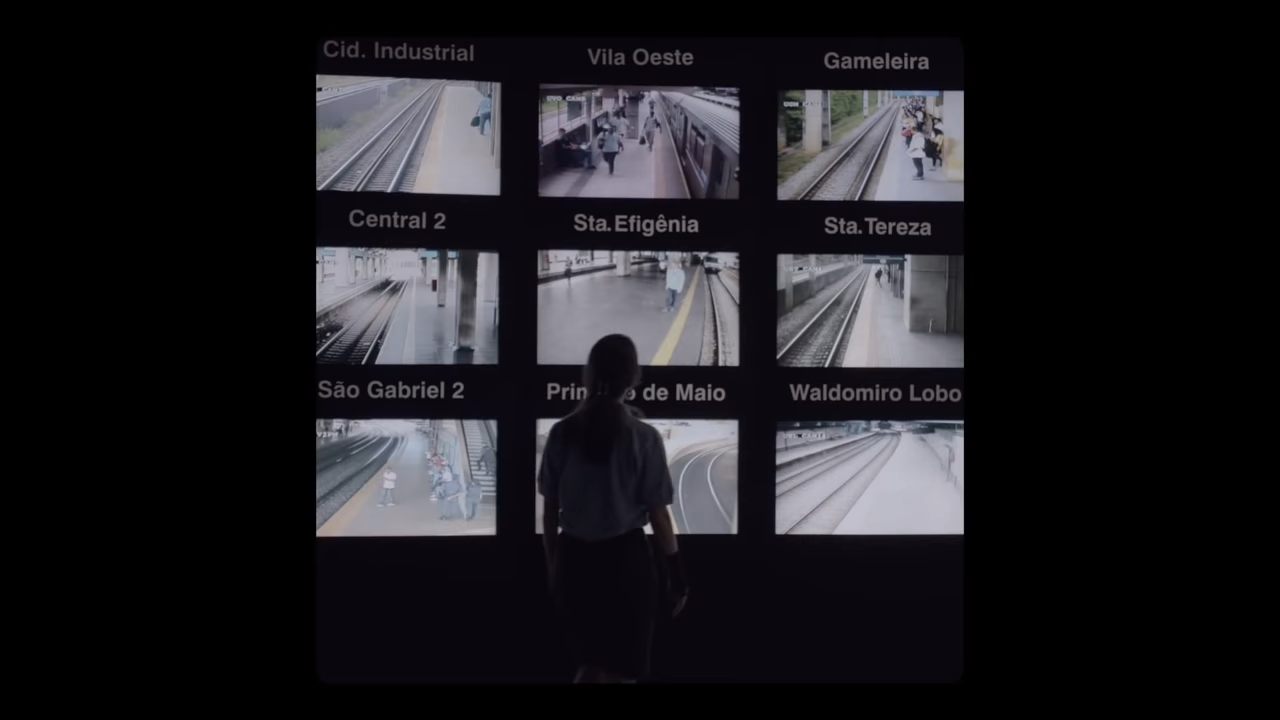 Cid. Industrial
Vila Oeste
Gameleira
Central 2
Sta.Efigênia
Sta.Tereza
São Gabriel 2
de Maio
Waldomiro Lobo